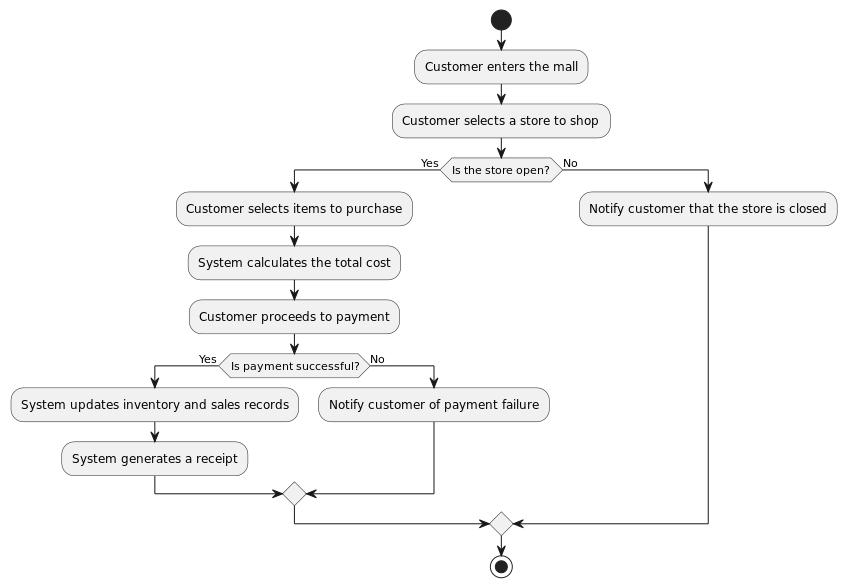 Customer enters the mall
Customer selects a store to shop
Yes
Is the store open?
No
Customer selects items to purchase
Notify customer that the store is closed
System calculates the total cost
Customer proceeds to payment
Yes
Is payment successful?
No
System updates inventory and sales records
Notify customer of payment failure
System generates a receipt